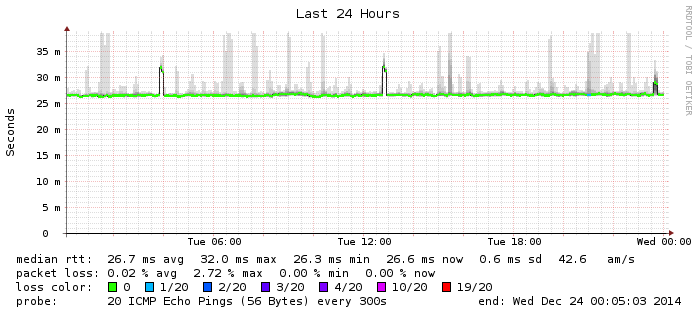 Last 24 Hours
RRDTOOL / TOBI OETIKER
Seconds
35 m
30 m
25 m
20 m
15 m
10 m
5 m
0
Tue 06:00 Tue 12:00 Tue 18:00 Wed 00:00
median rtt: 26.7 ms avg 32.0 ms max 26.3 ms min 26.6 ms now 0.6 ms sd 42.6 am/s
packet loss: 0.02 % avg 2.72 % max 0.00 % min 0.00 % now
loss color: 0 1/20 2/20 3/20 4/20 10/20 19/20
probe: 20 ICMP Echo Pings (56 Bytes) every 300s end: Wed Dec 24 00:05:03 2014